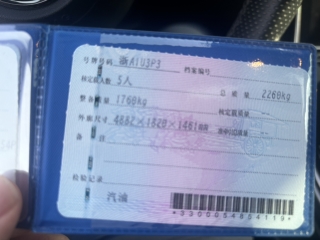 号牌号码 浙A1U3P3 档案编号
核定载人数 5人 总质量 2260kg
整备质量 1760kg 核定载质量 --
外廓尺寸 4882×1820×1461mm 准牵引总质量 --
备注
检验记录
汽油